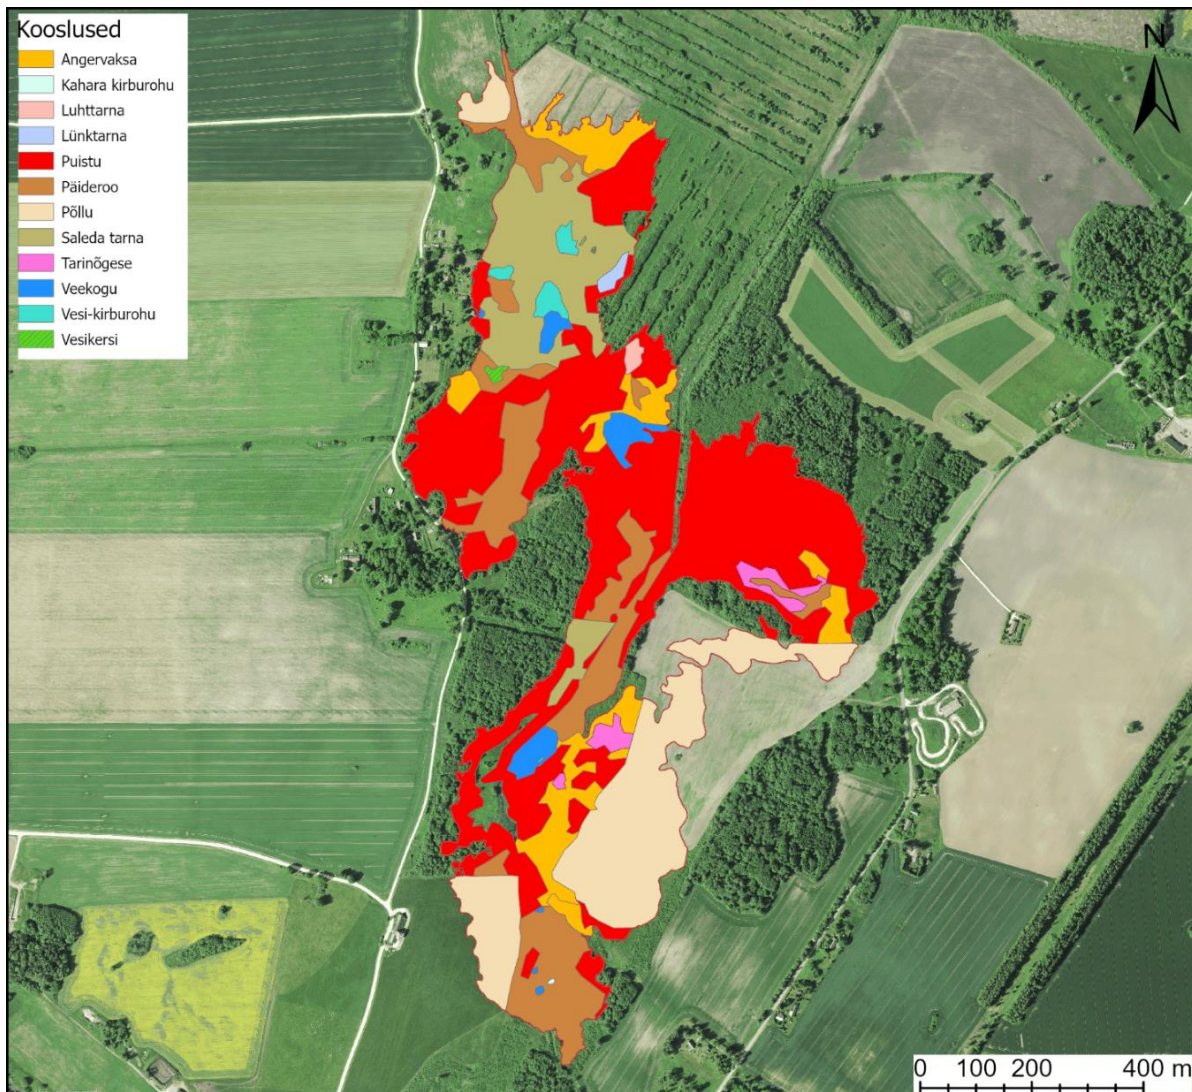 Kooslused
Angervaksa
Kahara kirburohu
Luhttarna
Lünktarna
Puistu
Päideroo
Põllu
Saleda tarna
Tarinõgese
Veekogu
Vesi-kirburohu
Vesikersi
N
0 100 200 400 m